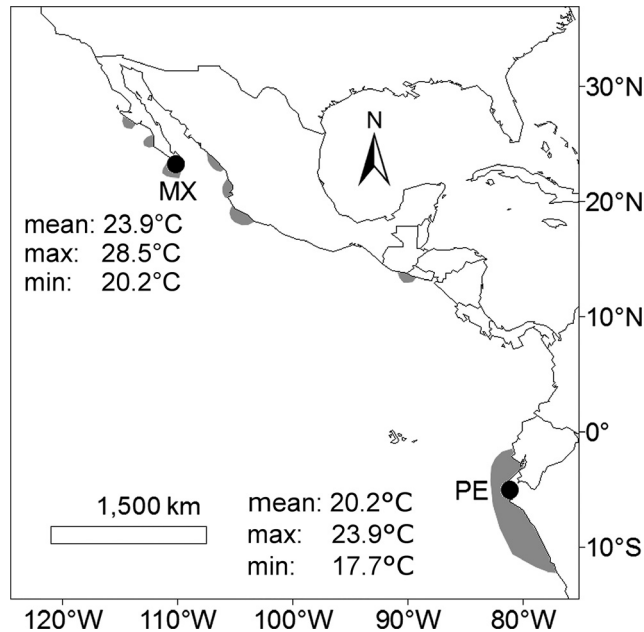 30°N
N
MX
mean: 23.9°C
max: 28.5°C
min: 20.2°C
20°N
10°N
0°
PE
1,500 km
mean: 20.2°C
max: 23.9°C
min: 17.7°C
10°S
120°W 110°W 100°W 90°W 80°W